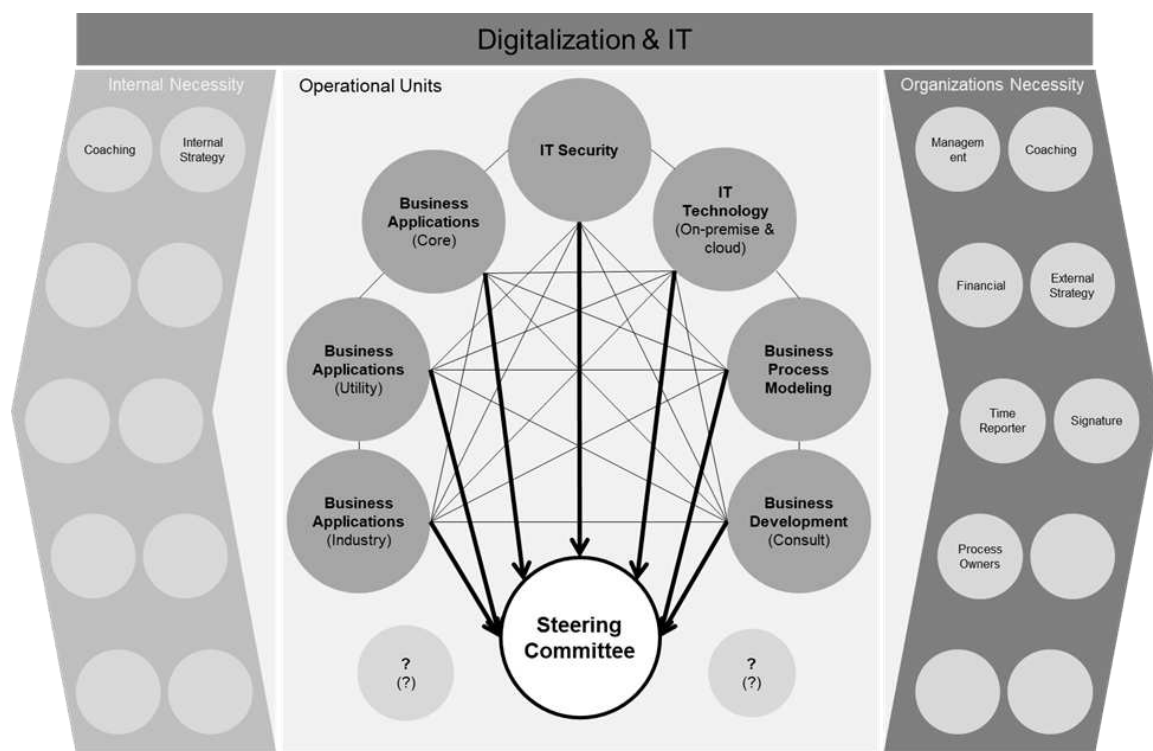 Digitalization & IT
Internal Necessity
Coaching
Internal
Strategy
Operational Units
IT Security
Business
Applications
(Core)
IT
Technology
(On-premise &
cloud)
Business
Applications
(Utility)
Business
Process
Modeling
Business
Applications
(Industry)
Business
Development
(Consult)
Steering
Committee
?
(?)
?
(?)
Organizations Necessity
Managem
ent
Coaching
Financial
External
Strategy
Time
Reporter
Signature
Process
Owners